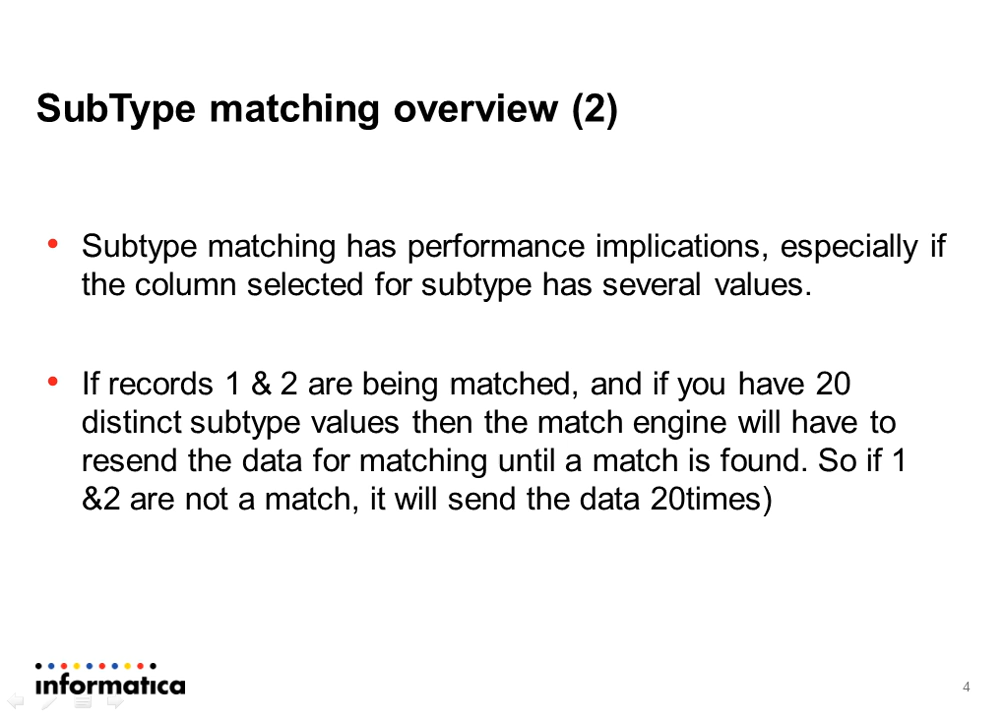 SubType matching overview (2)
Subtype matching has performance implications, especially if
the column selected for subtype has several values.
If records 1 & 2 are being matched, and if you have 20
distinct subtype values then the match engine will have to
resend the data for matching until a match is found. So if 1
&2 are not a match, it will send the data 20times)
informatica
4